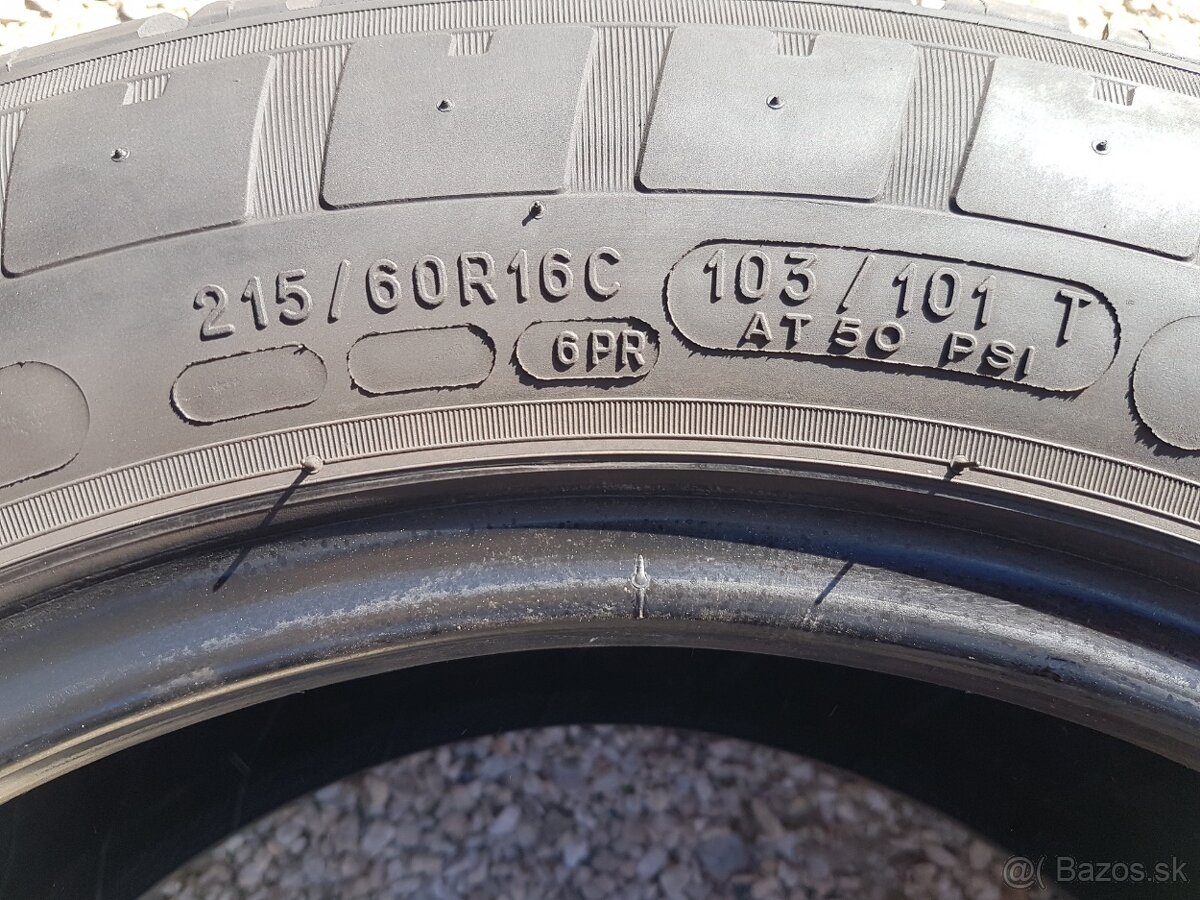 215/60R16C 103/101 T
6PR AT 50 PSI
@( Bazos.sk